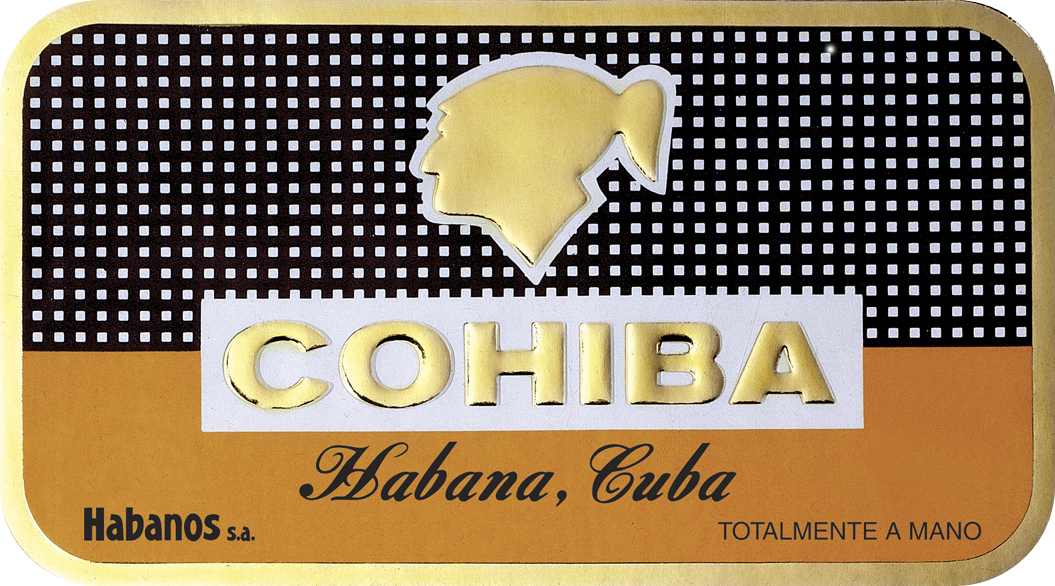 COHIBA
Habana, Cuba
Habanos s.a.
TOTALMENTE A MANO